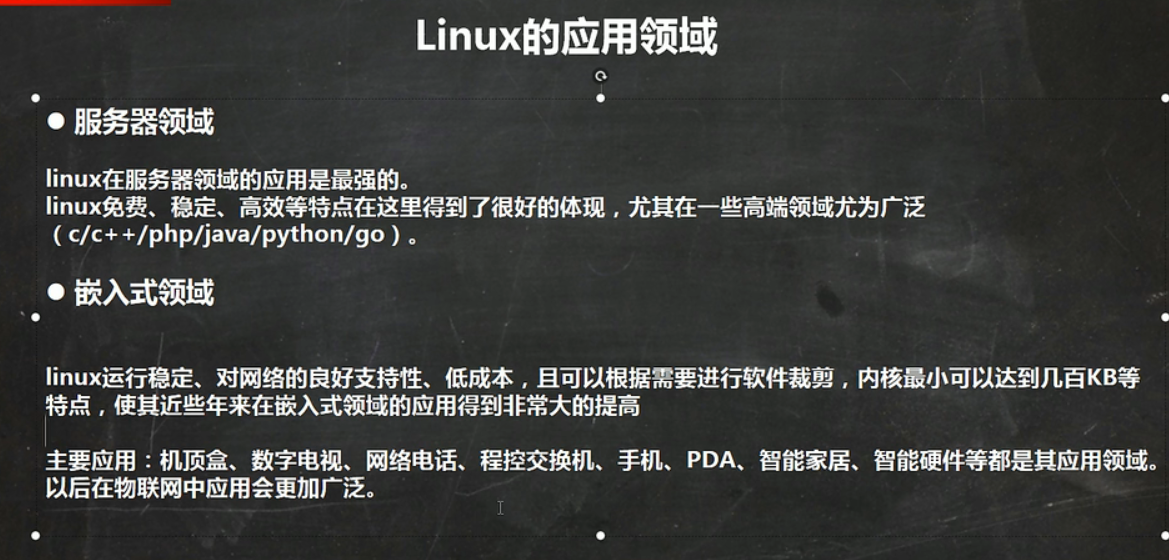 Linux的应用领域
● 服务器领域
linux在服务器领域的应用是最强的。
linux免费、稳定、高效等特点在这里得到了很好的体现，尤其在一些高端领域尤为广泛
（c/c++/php/java/python/go）。
● 嵌入式领域
linux运行稳定、对网络的良好支持性、低成本，且可以根据需要进行软件裁剪，内核最小可以达到几百KB等
特点，使其近些年来在嵌入式领域的应用得到非常大的提高
主要应用：机顶盒、数字电视、网络电话、程控交换机、手机、PDA、智能家居、智能硬件等都是其应用领域。
以后在物联网中应用会更加广泛。